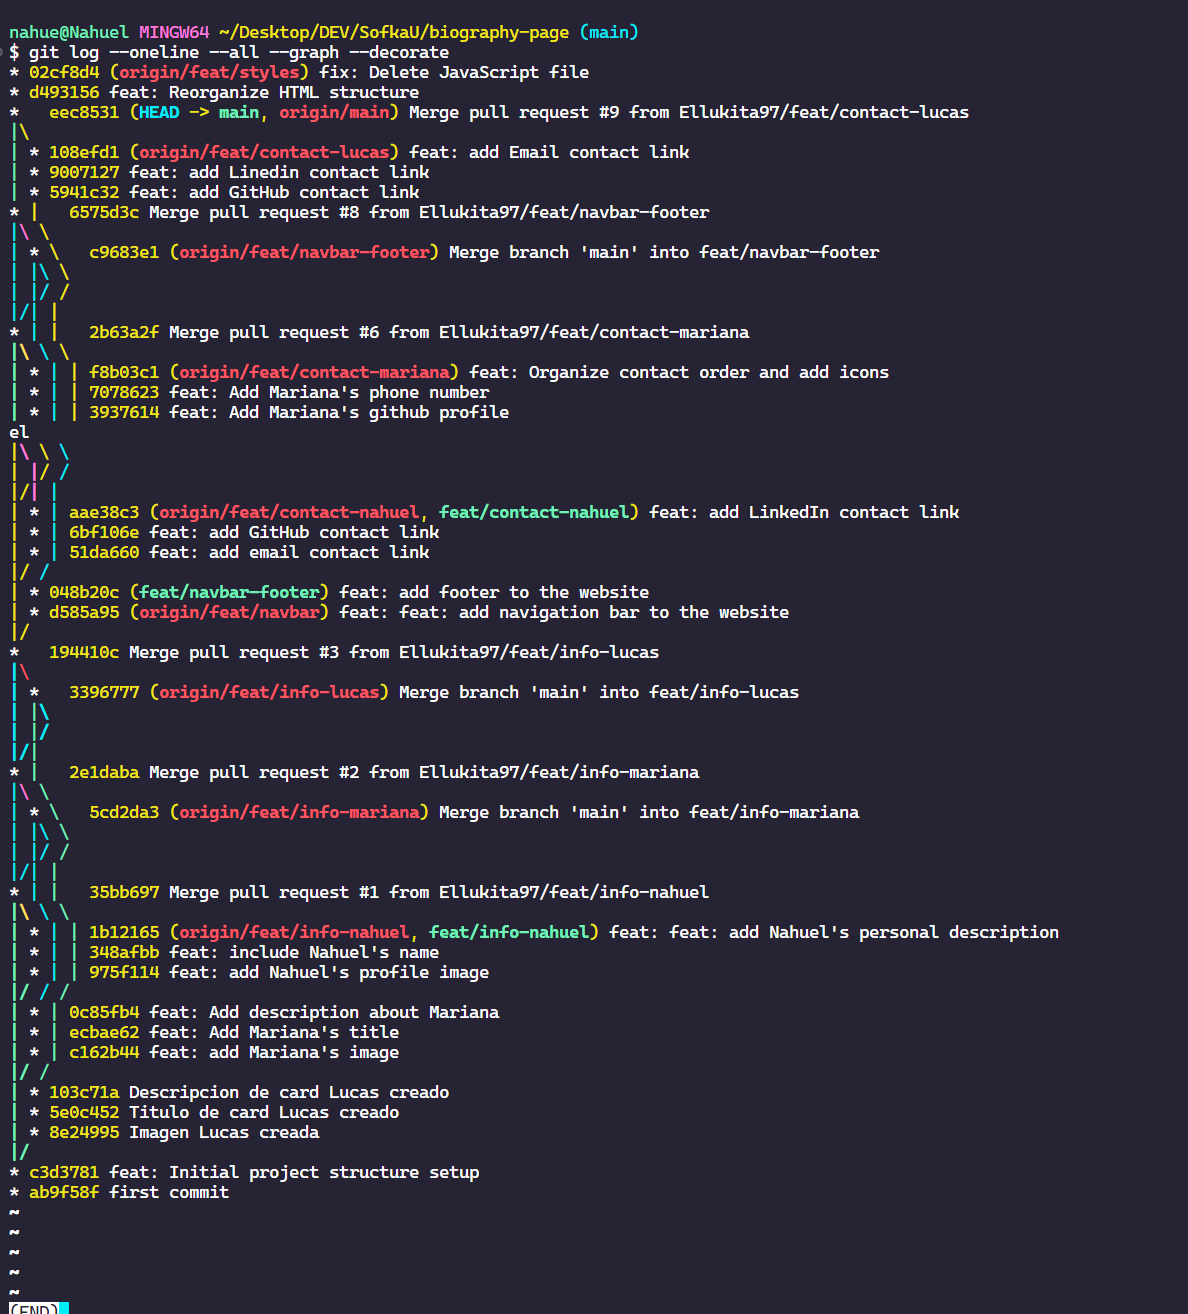 nahue@Nahuel MINGW64 ~/Desktop/DEV/SofkaU/biography-page (main)
$ git log --oneline --all --graph --decorate
* 02cf8d4 (origin/feat/styles) fix: Delete JavaScript file
* d493156 feat: Reorganize HTML structure
*   eec8531 (HEAD -> main, origin/main) Merge pull request #9 from Ellukita97/feat/contact-lucas
|\
| * 108efd1 (origin/feat/contact-lucas) feat: add Email contact link
| * 9007127 feat: add Linedin contact link
| * 5941c32 feat: add GitHub contact link
* |   6575d3c Merge pull request #8 from Ellukita97/feat/navbar-footer
|\ \
| * \   c9683e1 (origin/feat/navbar-footer) Merge branch 'main' into feat/navbar-footer
| |\ \
| |/ /
|/| |
* | |   2b63a2f Merge pull request #6 from Ellukita97/feat/contact-mariana
|\ \ \
| * | | f8b03c1 (origin/feat/contact-mariana) feat: Organize contact order and add icons
| * | | 7078623 feat: Add Mariana's phone number
| * | | 3937614 feat: Add Mariana's github profile
el
|\ \ \
| |/ /
|/| |
| * | aae38c3 (origin/feat/contact-nahuel, feat/contact-nahuel) feat: add LinkedIn contact link
| * | 6bf106e feat: add GitHub contact link
| * | 51da660 feat: add email contact link
|/ /
| * 048b20c (feat/navbar-footer) feat: add footer to the website
| * d585a95 (origin/feat/navbar) feat: feat: add navigation bar to the website
|/
*   194410c Merge pull request #3 from Ellukita97/feat/info-lucas
|\
| *   3396777 (origin/feat/info-lucas) Merge branch 'main' into feat/info-lucas
| |\
| |/
|/|
* |   2e1daba Merge pull request #2 from Ellukita97/feat/info-mariana
|\ \
| * \   5cd2da3 (origin/feat/info-mariana) Merge branch 'main' into feat/info-mariana
| |\ \
| |/ /
|/| |
* | |   35bb697 Merge pull request #1 from Ellukita97/feat/info-nahuel
|\ \ \
| * | | 1b12165 (origin/feat/info-nahuel, feat/info-nahuel) feat: feat: add Nahuel's personal description
| * | | 348afbb feat: include Nahuel's name
| * | | 975f114 feat: add Nahuel's profile image
|/ / /
| * | 0c85fb4 feat: Add description about Mariana
| * | ecbae62 feat: Add Mariana's title
| * | c162b44 feat: add Mariana's image
|/ /
| * 103c71a Descripcion de card Lucas creado
| * 5e0c452 Titulo de card Lucas creado
| * 8e24995 Imagen Lucas creada
|/
* c3d3781 feat: Initial project structure setup
* ab9f58f first commit
~
~
~
~
~
(END)